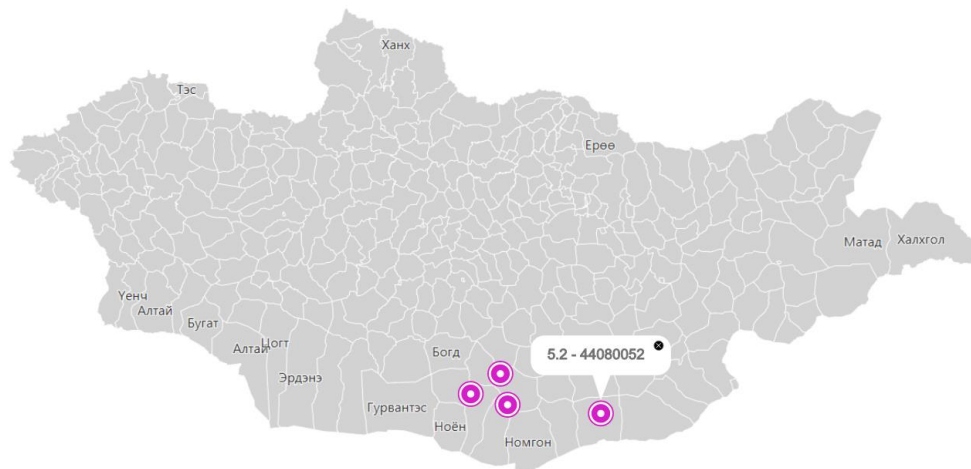 Ханх
Тэс
Ерөө
Матад
Халхгол
Үенч
Алтай
Бугат
Цогт
Алтай
Богд
5.2 - 44080052
Эрдэнэ
Гурвантэс
Ноён
Номгон